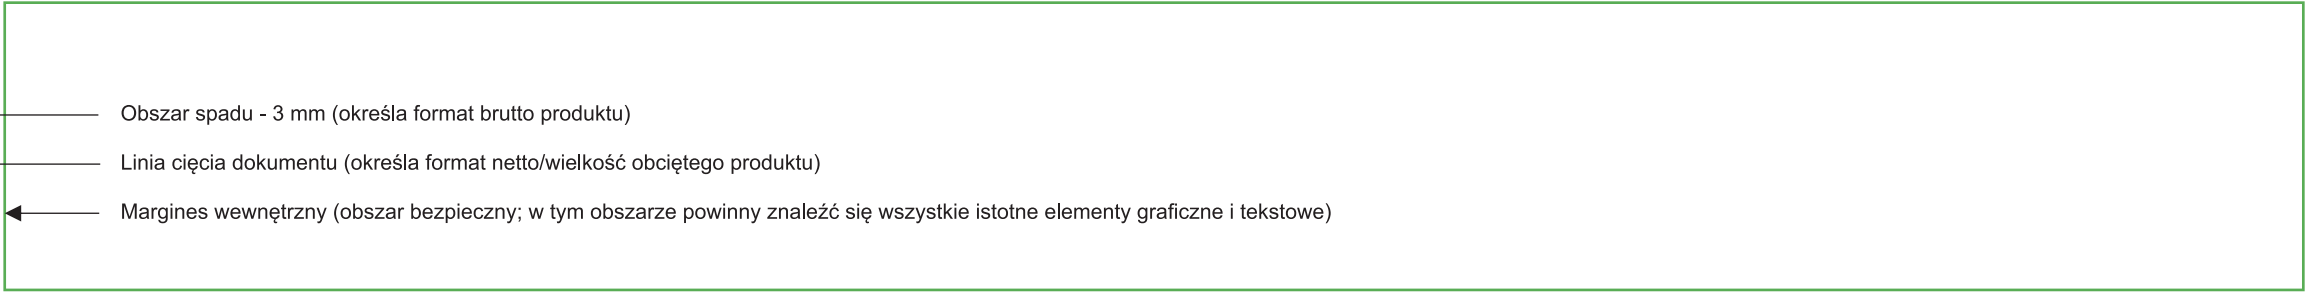 Obszar spadu - 3 mm (określa format brutto produktu)
Linia cięcia dokumentu (określa format netto/wielkość obciętego produktu)
Margines wewnętrzny (obszar bezpieczny; w tym obszarze powinny znaleźć się wszystkie istotne elementy graficzne i tekstowe)